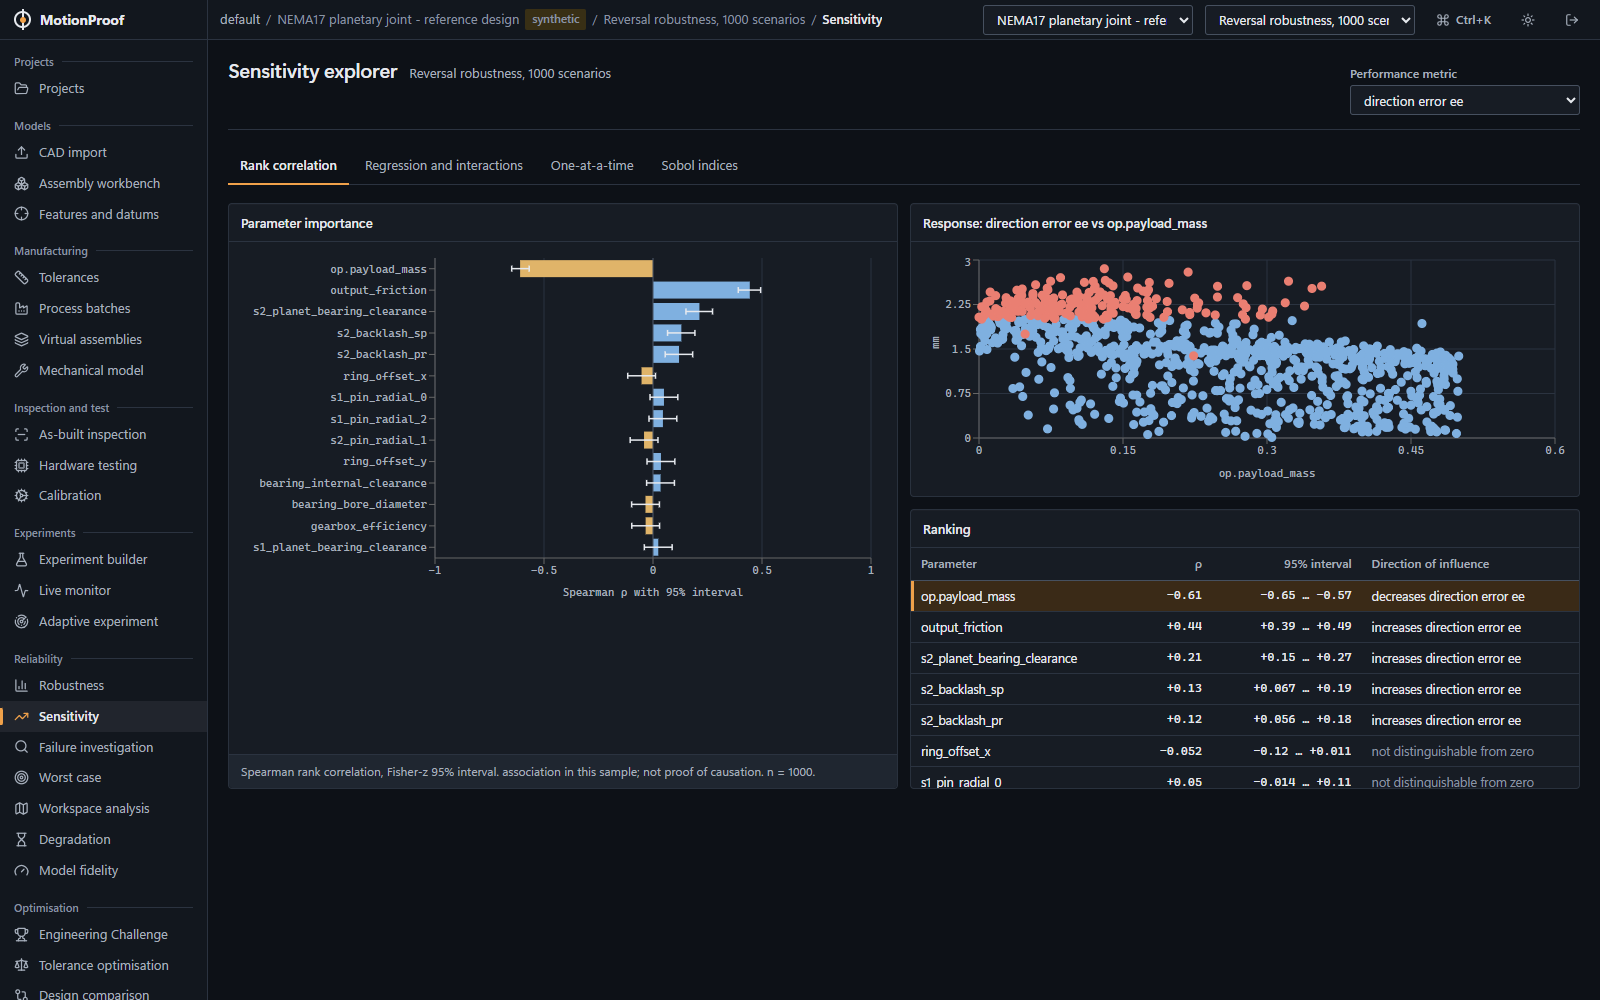 MotionProof
default / NEMA17 planetary joint - reference design synthetic / Reversal robustness, 1000 scenarios / Sensitivity
NEMA17 planetary joint - refe
Reversal robustness, 1000 scer
Ctrl+K
Projects
Projects
Models
CAD import
Assembly workbench
Features and datums
Manufacturing
Tolerances
Process batches
Virtual assemblies
Mechanical model
Inspection and test
As-built inspection
Hardware testing
Calibration
Experiments
Experiment builder
Live monitor
Adaptive experiment
Reliability
Robustness
Sensitivity
Failure investigation
Worst case
Workspace analysis
Degradation
Model fidelity
Optimisation
Engineering Challenge
Tolerance optimisation
Design comparison
Sensitivity explorer Reversal robustness, 1000 scenarios
Performance metric
direction error ee
Rank correlation Regression and interactions One-at-a-time Sobol indices
Parameter importance
op.payload_mass
output_friction
s2_planet_bearing_clearance
s2_backlash_sp
s2_backlash_pr
ring_offset_x
s1_pin_radial_0
s1_pin_radial_2
s2_pin_radial_1
ring_offset_y
bearing_internal_clearance
bearing_bore_diameter
gearbox_efficiency
s1_planet_bearing_clearance
−1 −0.5 0 0.5 1
Spearman ρ with 95% interval
Spearman rank correlation, Fisher-z 95% interval. association in this sample; not proof of causation. n = 1000.
Response: direction error ee vs op.payload_mass
3
2.25
1.5
0.75
0
mm
0 0.15 0.3 0.45 0.6
op.payload_mass
Ranking
Parameter ρ 95% interval Direction of influence
op.payload_mass −0.61 −0.65 … −0.57 decreases direction error ee
output_friction +0.44 +0.39 … +0.49 increases direction error ee
s2_planet_bearing_clearance +0.21 +0.15 … +0.27 increases direction error ee
s2_backlash_sp +0.13 +0.067 … +0.19 increases direction error ee
s2_backlash_pr +0.12 +0.056 … +0.18 increases direction error ee
ring_offset_x −0.052 −0.12 … +0.011 not distinguishable from zero
s1_pin_radial_0 +0.05 −0.014 … +0.11 not distinguishable from zero